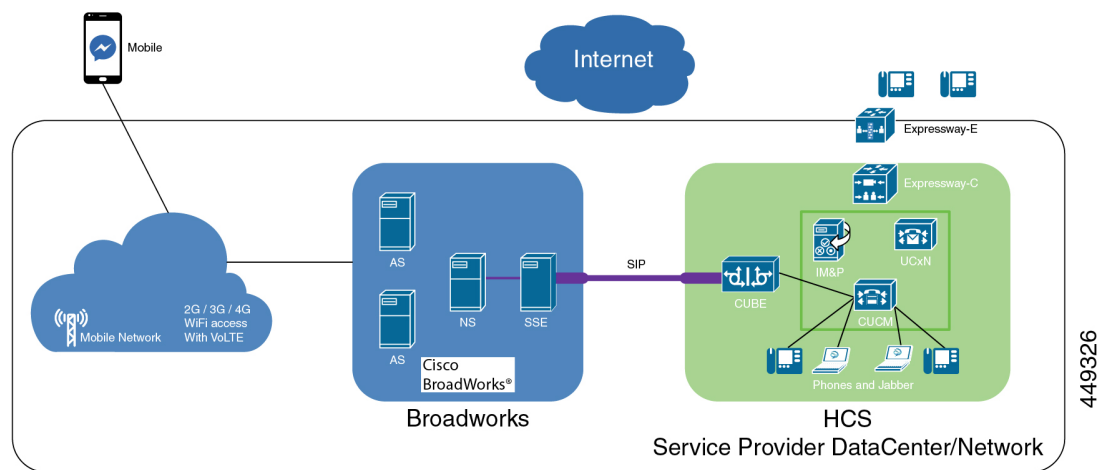 Mobile
Internet
Expressway-E
Expressway-C
AS
IM&P
UCxN
SIP
2G / 3G / 4G
WiFi access
With VoLTE
Mobile Network
NS
SSE
CUBE
CUCM
AS
Cisco
BroadWorks®
Phones and Jabber
Broadworks
HCS
Service Provider DataCenter/Network
449326